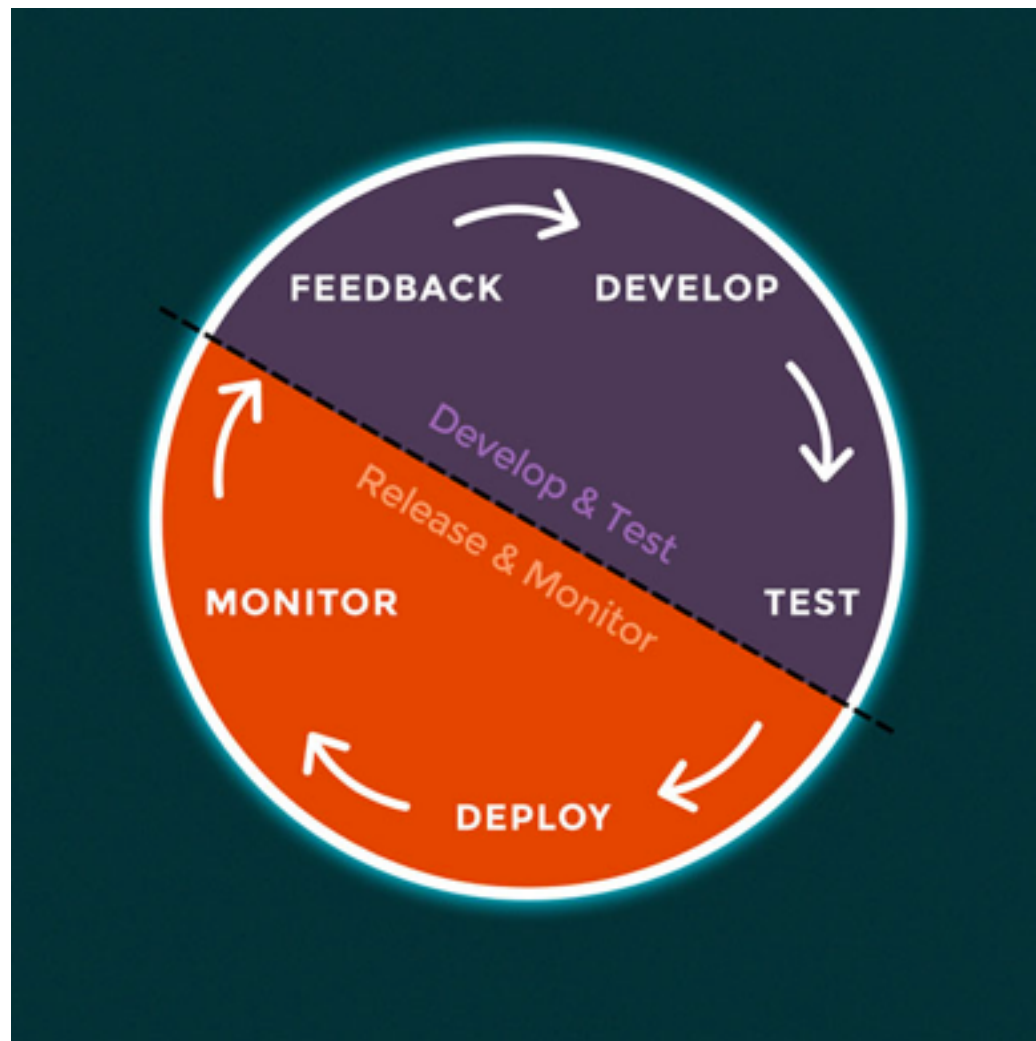 FEEDBACK DEVELOP
Develop & Test
Release & Monitor
MONITOR TEST
DEPLOY